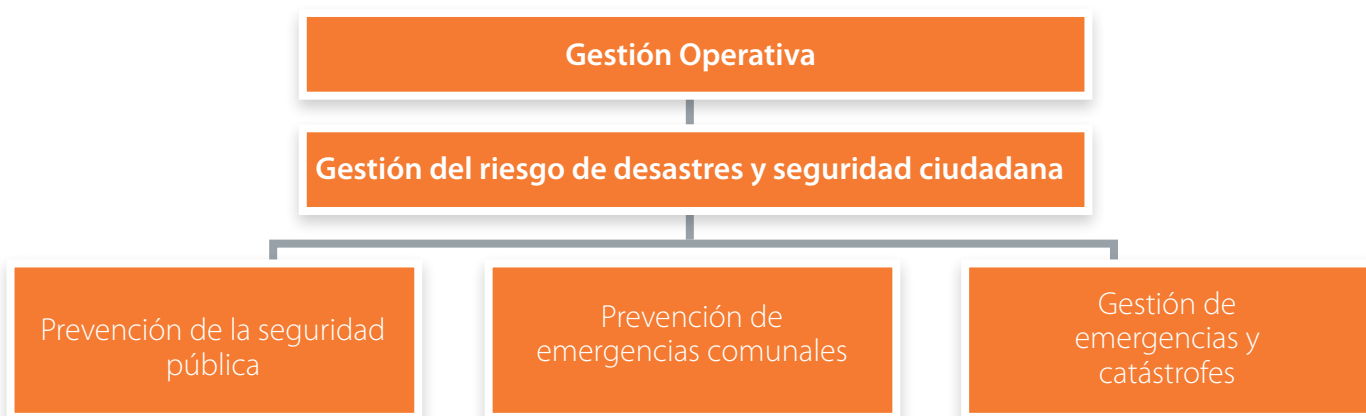 Gestión Operativa
Gestión del riesgo de desastres y seguridad ciudadana
Prevención de la seguridad
pública
Prevención de
emergencias comunales
Gestión de
emergencias y
catástrofes